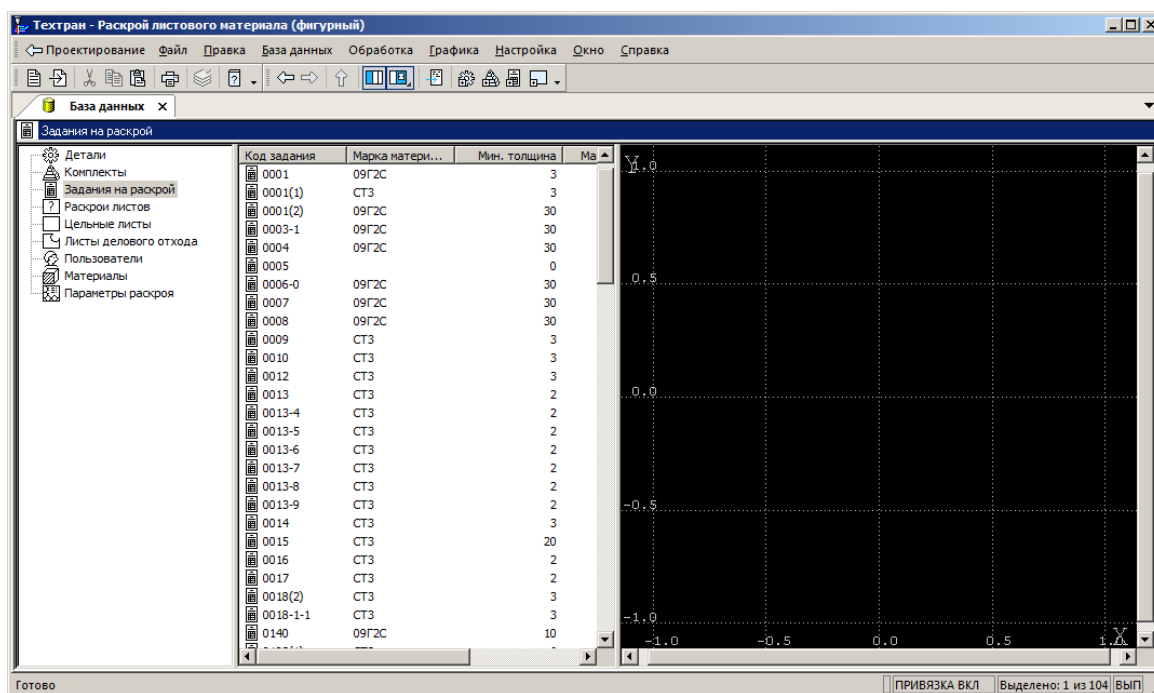 Техтран - Раскрой листового материала (фигурный)
Проектирование Файл Правка База данных Обработка Графика Настройка Окно Справка
База данных
Задания на раскрой
Детали
Комплекты
Задания на раскрой
Раскрои листов
Цельные листы
Листы делового отхода
Пользователи
Материалы
Параметры раскроя
Код задания Марка матери... Мин. толщина Ма
0001 09Г2С 3
0001(1) СТ3 3
0001(2) 09Г2С 30
0003-1 09Г2С 30
0004 09Г2С 30
0005 0
0006-0 09Г2С 30
0007 09Г2С 30
0008 09Г2С 30
0009 СТ3 3
0010 СТ3 3
0012 СТ3 3
0013 СТ3 2
0013-4 СТ3 2
0013-5 СТ3 2
0013-6 СТ3 2
0013-7 СТ3 2
0013-8 СТ3 2
0013-9 СТ3 2
0014 СТ3 3
0015 СТ3 20
0016 СТ3 2
0017 СТ3 2
0018(2) СТ3 3
0018-1-1 СТ3 3
0140 09Г2С 10
Y
1.0
0.5
0.0
-0.5
-1.0
-1.0 -0.5 0.0 0.5 1.0 X
Готово ПРИВЯЗКА ВКЛ Выделено: 1 из 104 ВЫП